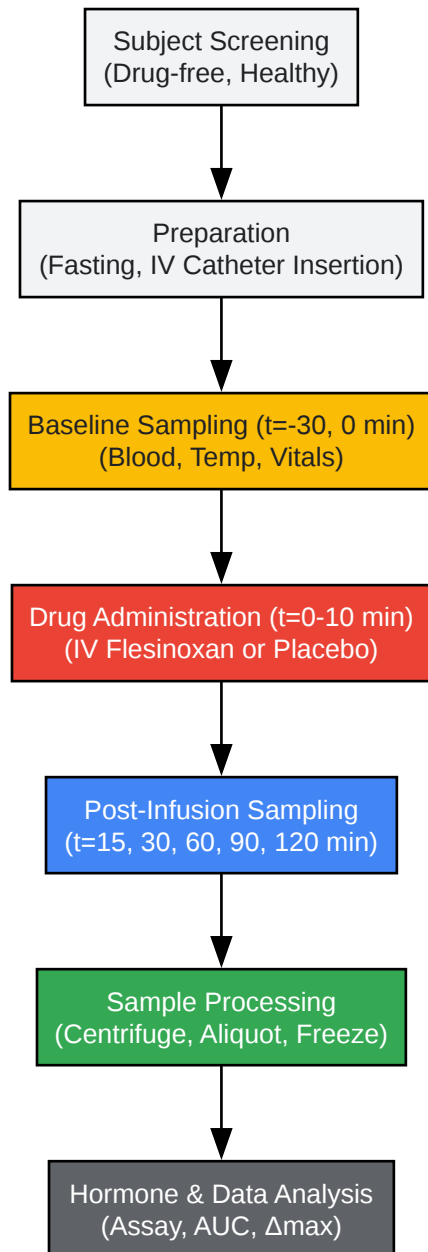 Subject Screening
(Drug-free, Healthy)
Preparation
(Fasting, IV Catheter Insertion)
Baseline Sampling (t=-30, 0 min)
(Blood, Temp, Vitals)
Drug Administration (t=0-10 min)
(IV Flesinoxan or Placebo)
Post-Infusion Sampling
(t=15, 30, 60, 90, 120 min)
Sample Processing
(Centrifuge, Aliquot, Freeze)
Hormone & Data Analysis
(Assay, AUC, Δmax)